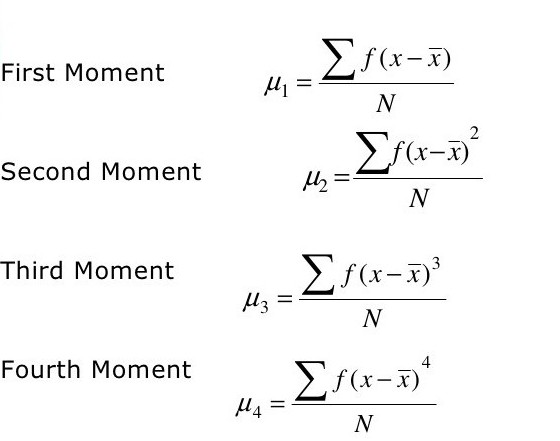 First Moment μ₁ = ∑ f(x − x̄) / N
Second Moment μ₂ = ∑ f(x − x̄)² / N
Third Moment μ₃ = ∑ f(x − x̄)³ / N
Fourth Moment μ₄ = ∑ f(x − x̄)⁴ / N